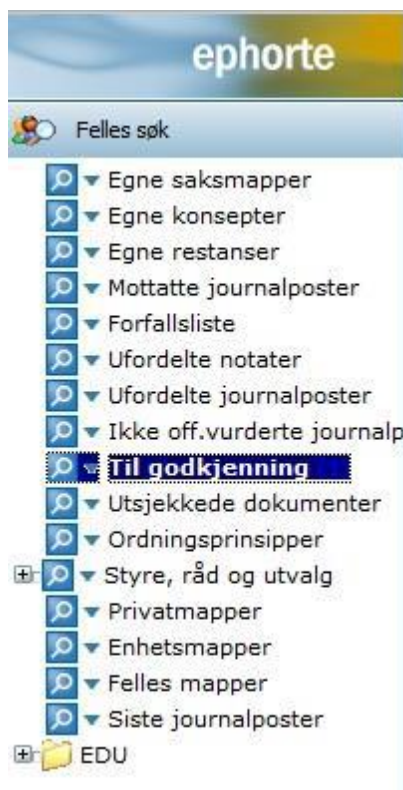 ephorte
Felles søk
Egne saksmapper
Egne konsepter
Egne restanser
Mottatte journalposter
Forfallsliste
Ufordelte notater
Ufordelte journalposter
Ikke off.vurderte journalp
Til godkjenning
Utsjekkede dokumenter
Ordningsprinsipper
Styre, råd og utvalg
Privatmapper
Enhetsmapper
Felles mapper
Siste journalposter
EDU